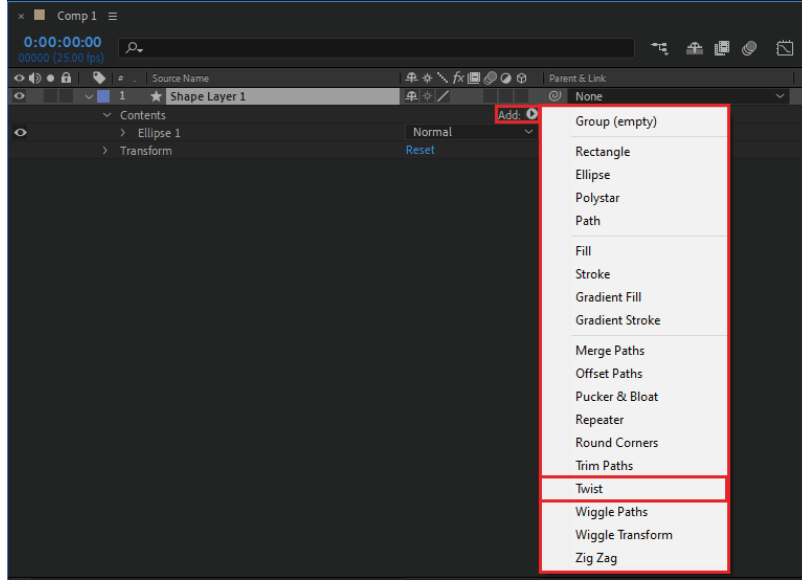 Comp 1
0:00:00:00
00000 (25.00 fps)
# . Source Name fx Parent & Link
1 Shape Layer 1 None
Contents Add:
Ellipse 1 Normal
Transform Reset
Group (empty)
Rectangle
Ellipse
Polystar
Path
Fill
Stroke
Gradient Fill
Gradient Stroke
Merge Paths
Offset Paths
Pucker & Bloat
Repeater
Round Corners
Trim Paths
Twist
Wiggle Paths
Wiggle Transform
Zig Zag